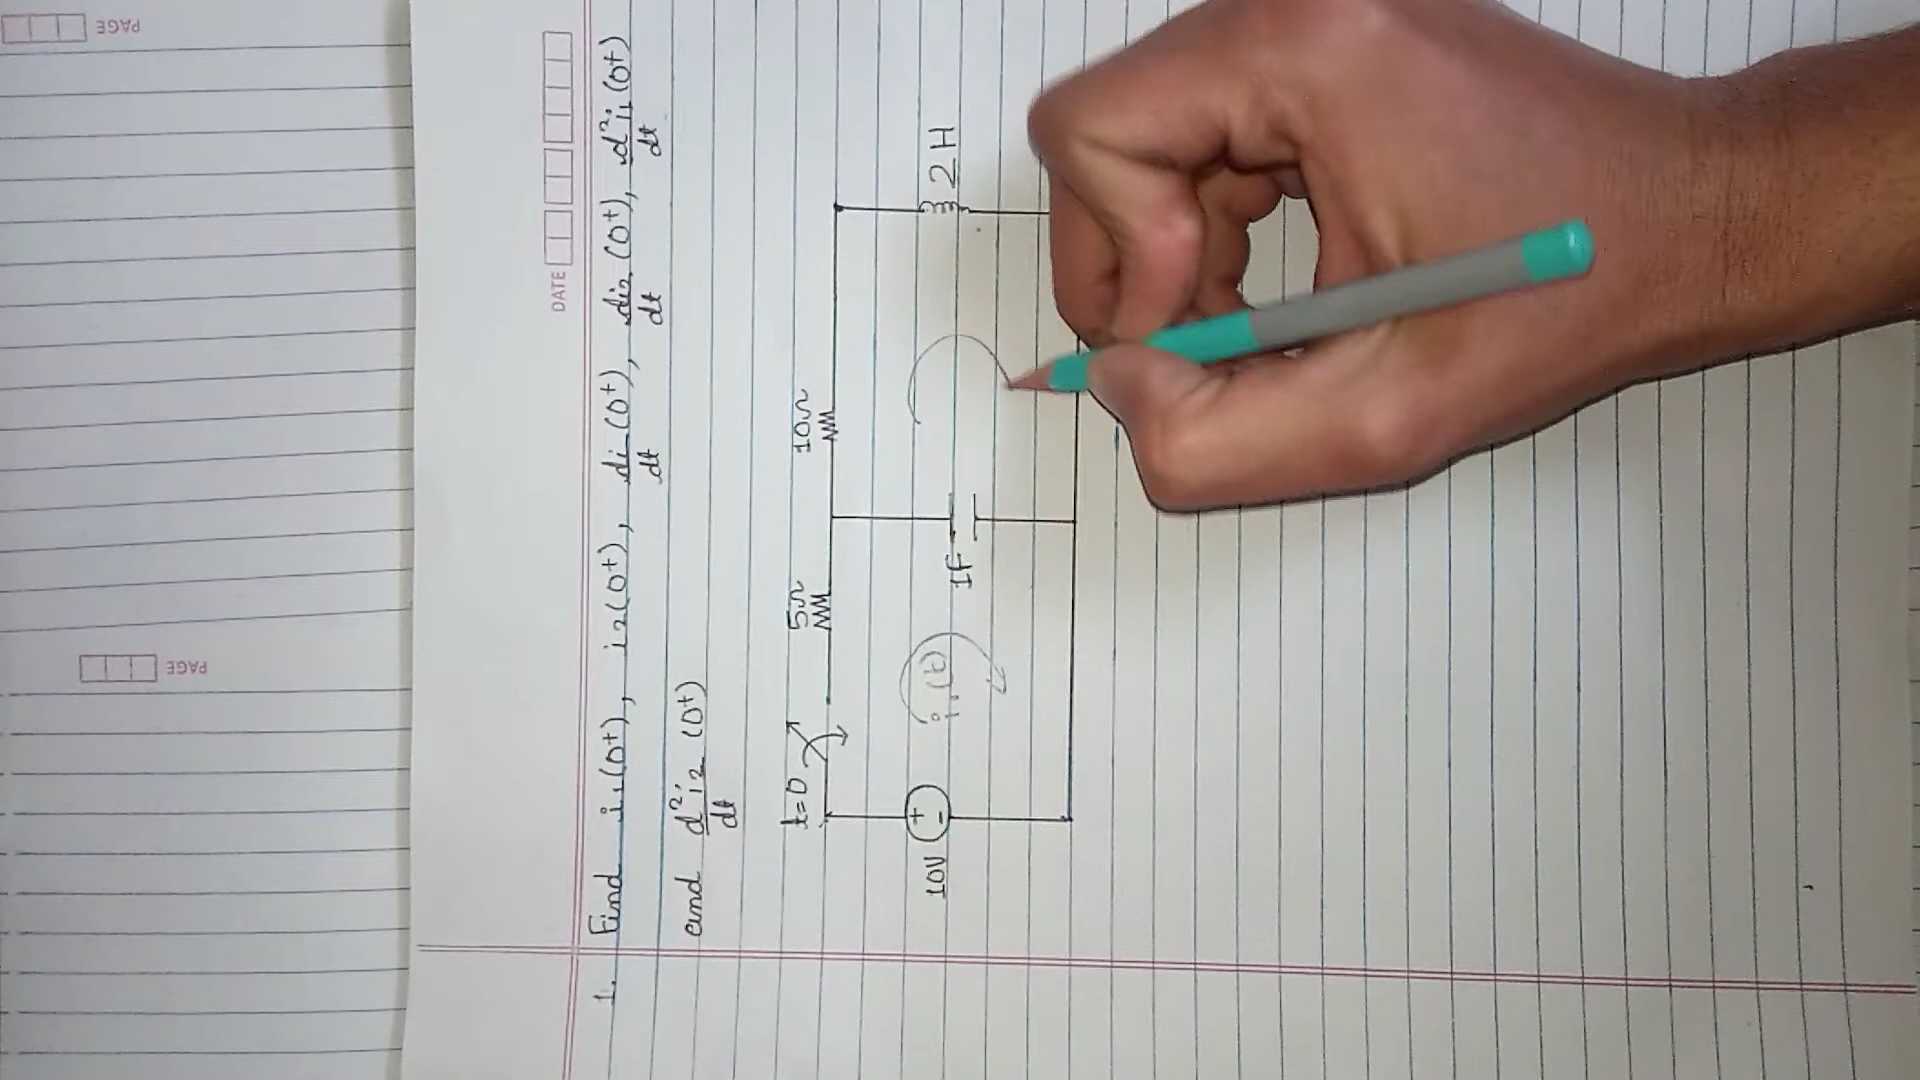 PAGE
PAGE
DATE
1. Find i₁(0⁺), i₂(0⁺), di₁(0⁺)/dt, di₂(0⁺)/dt, d²i₁(0⁺)/dt
and d²i₂(0⁺)/dt
t=0
5Ω
10Ω
10V
+
-
i₁(t)
1F
2H